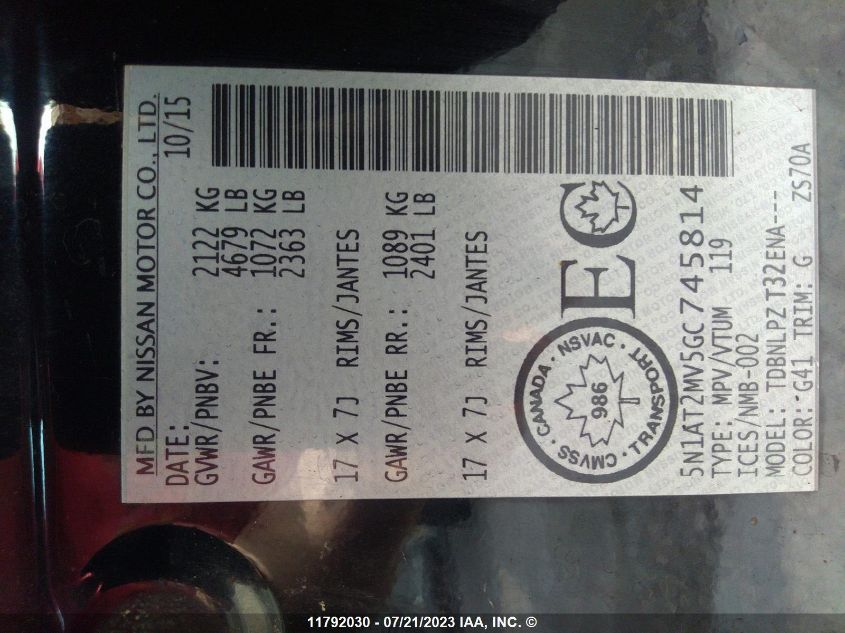 MFD BY NISSAN MOTOR CO., LTD.
DATE: 10/15
GVWR/PNBV: 2122 KG
4679 LB
GAWR/PNBE FR.: 1072 KG
2363 LB
17 X 7J RIMS/JANTES
GAWR/PNBE RR.: 1089 KG
2401 LB
17 X 7J RIMS/JANTES
CMVSS · CANADA · NSVAC · TRANSPORT ·
986
EC
T
5N1AT2MV5GC745814
TYPE: MPV/VTUM 119
ICES/NMB-002
MODEL: TDBNLPZ T32ENA---
COLOR: G41 TRIM: G ZS70A
11792030 - 07/21/2023 IAA, INC. ©